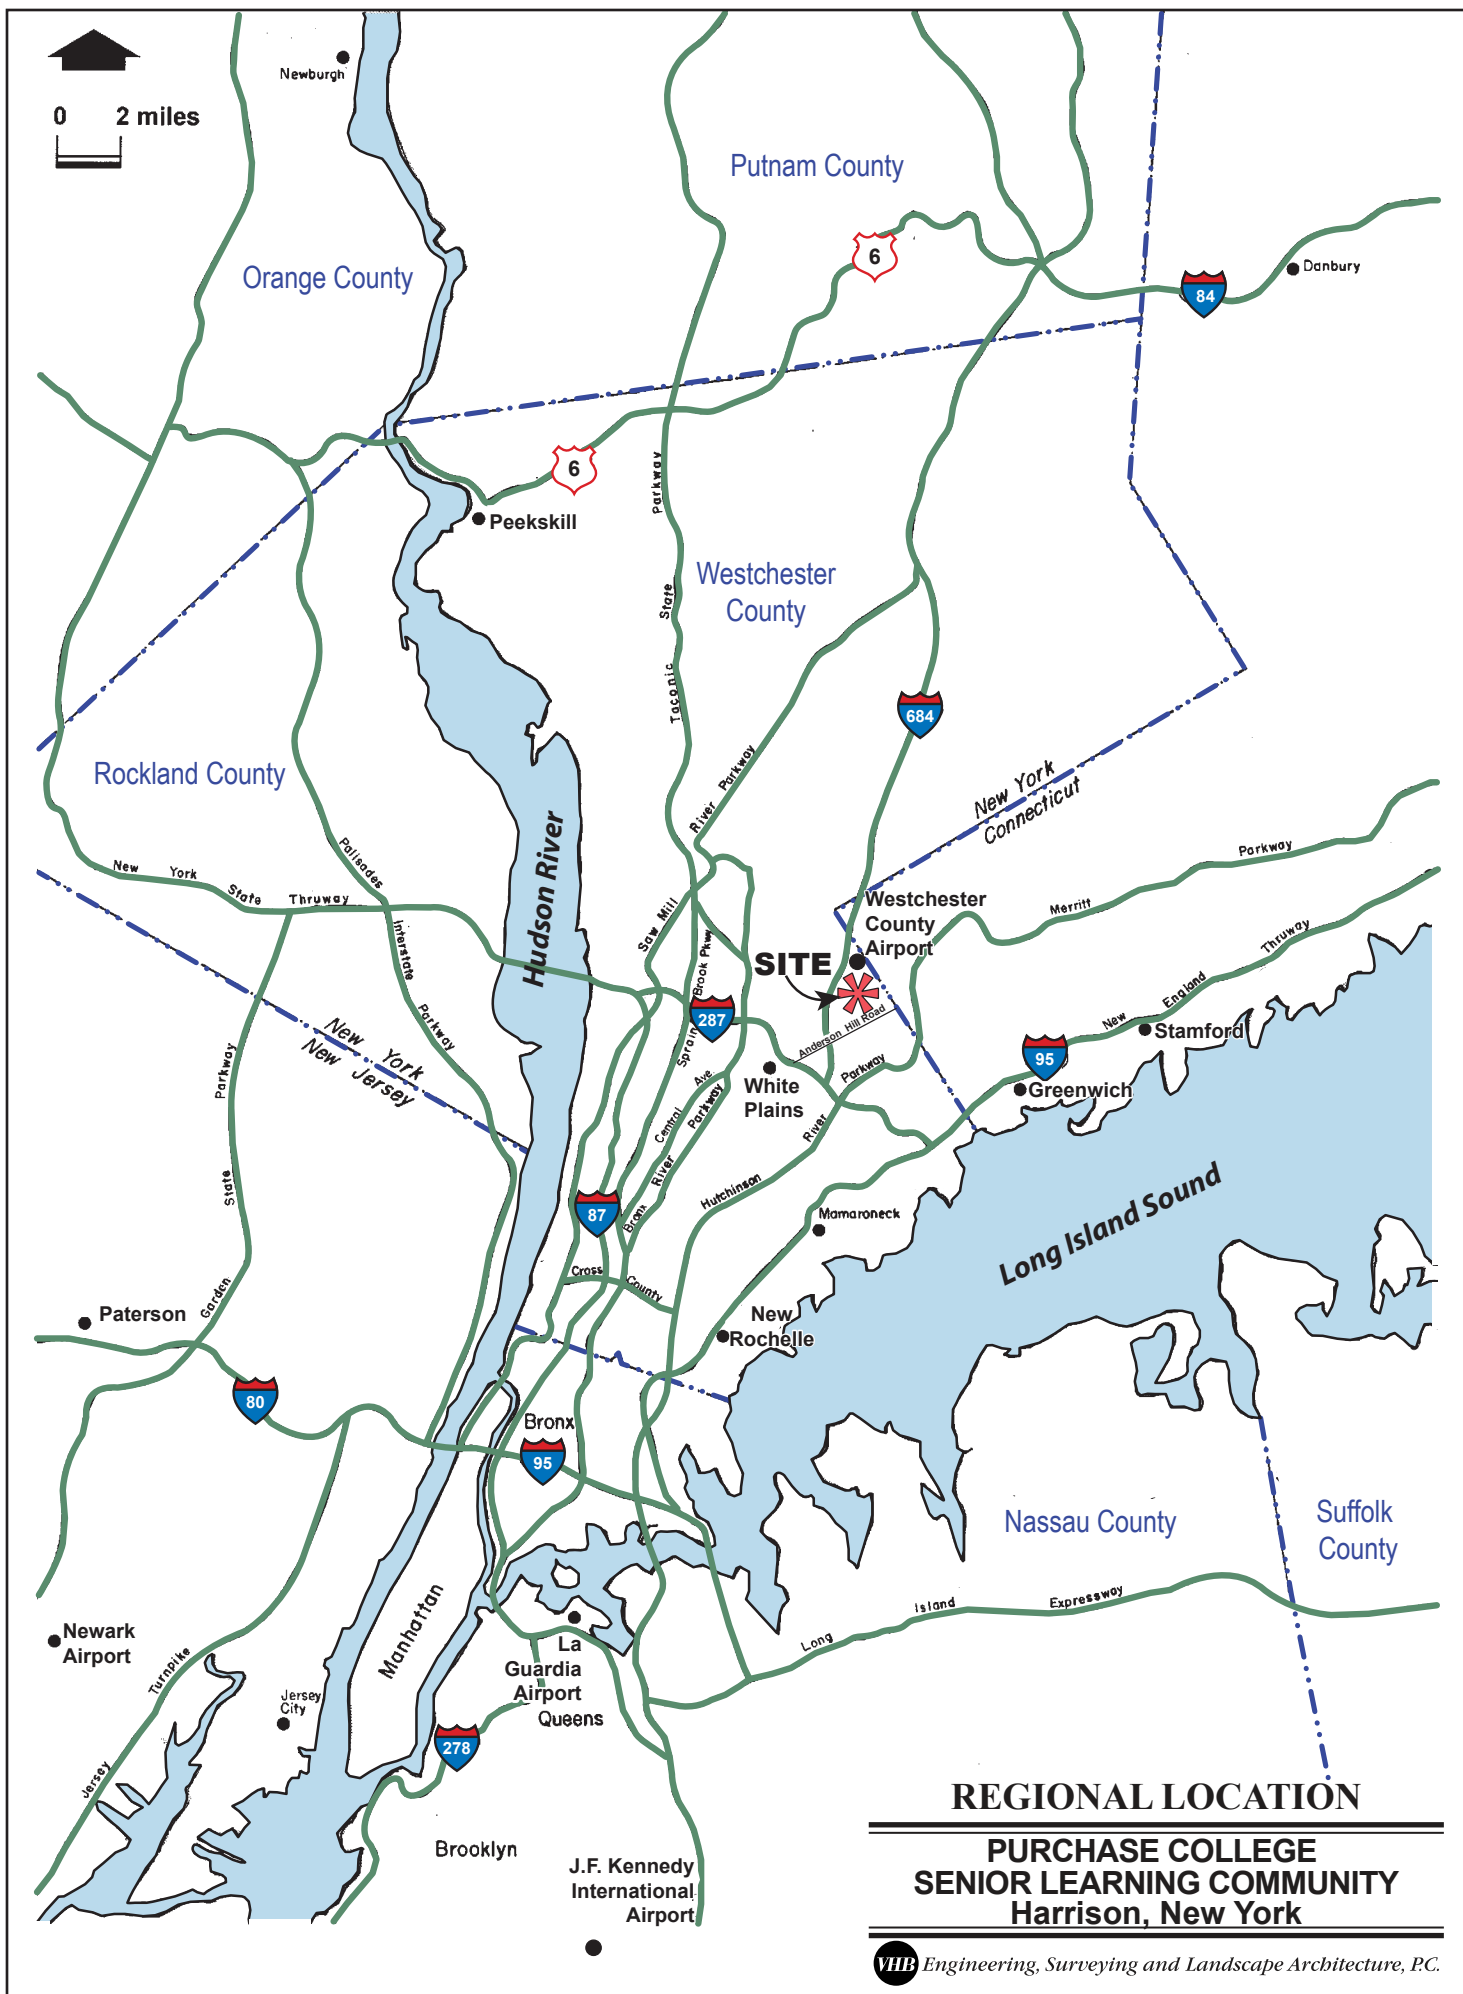 Newburgh
0 2 miles
Putnam County
6
Orange County
84
Danbury
6
Parkway
Peekskill
Westchester
County
State
Taconic
684
River Parkway
New York
Connecticut
Rockland County
Hudson River
Palisades
New York State Thruway
Interstate
Parkway
Saw Mill
Westchester
County
Airport
Merritt
Parkway
SITE
Sprain Brook Pkwy
287
Anderson Hill Road
New England Thruway
Stamford
95
Greenwich
New York
New Jersey
White
Plains
Central Ave.
Bronx River Parkway
Hutchinson River Parkway
Garden State Parkway
87
Mamaroneck
Long Island Sound
Cross County
New
Rochelle
Paterson
80
Bronx
95
Nassau County
Suffolk
County
Manhattan
Newark
Airport
La
Guardia
Airport
Queens
Long Island Expressway
Jersey
City
Jersey Turnpike
278
Brooklyn
J.F. Kennedy
International
Airport
REGIONAL LOCATION
PURCHASE COLLEGE
SENIOR LEARNING COMMUNITY
Harrison, New York
VHB Engineering, Surveying and Landscape Architecture, P.C.